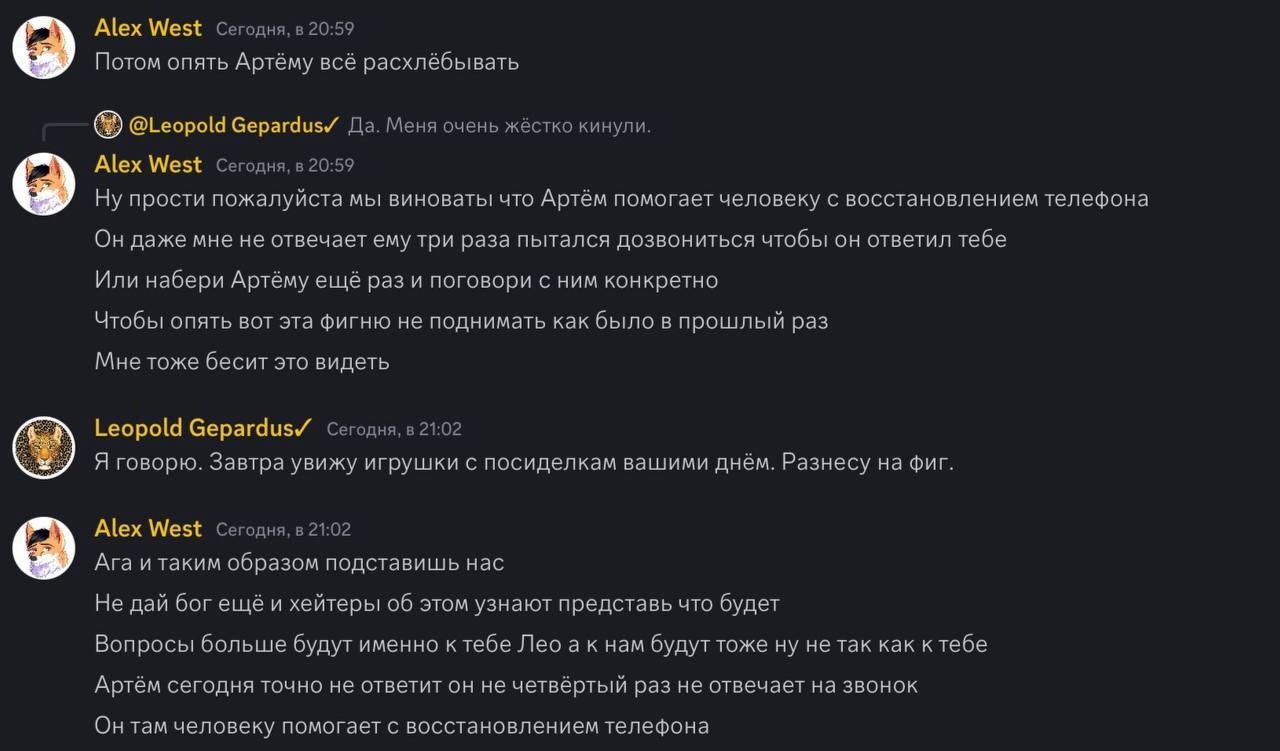 Alex West Сегодня, в 20:59
Потом опять Артёму всё расхлёбывать
@Leopold Gepardus✓ Да. Меня очень жёстко кинули.
Alex West Сегодня, в 20:59
Ну прости пожалуйста мы виноваты что Артём помогает человеку с восстановлением телефона
Он даже мне не отвечает ему три раза пытался дозвониться чтобы он ответил тебе
Или набери Артёму ещё раз и поговори с ним конкретно
Чтобы опять вот эта фигню не поднимать как было в прошлый раз
Мне тоже бесит это видеть
Leopold Gepardus✓ Сегодня, в 21:02
Я говорю. Завтра увижу игрушки с посиделкам вашими днём. Разнесу на фиг.
Alex West Сегодня, в 21:02
Ага и таким образом подставишь нас
Не дай бог ещё и хейтеры об этом узнают представь что будет
Вопросы больше будут именно к тебе Лео а к нам будут тоже ну не так как к тебе
Артём сегодня точно не ответит он не четвёртый раз не отвечает на звонок
Он там человеку помогает с восстановлением телефона